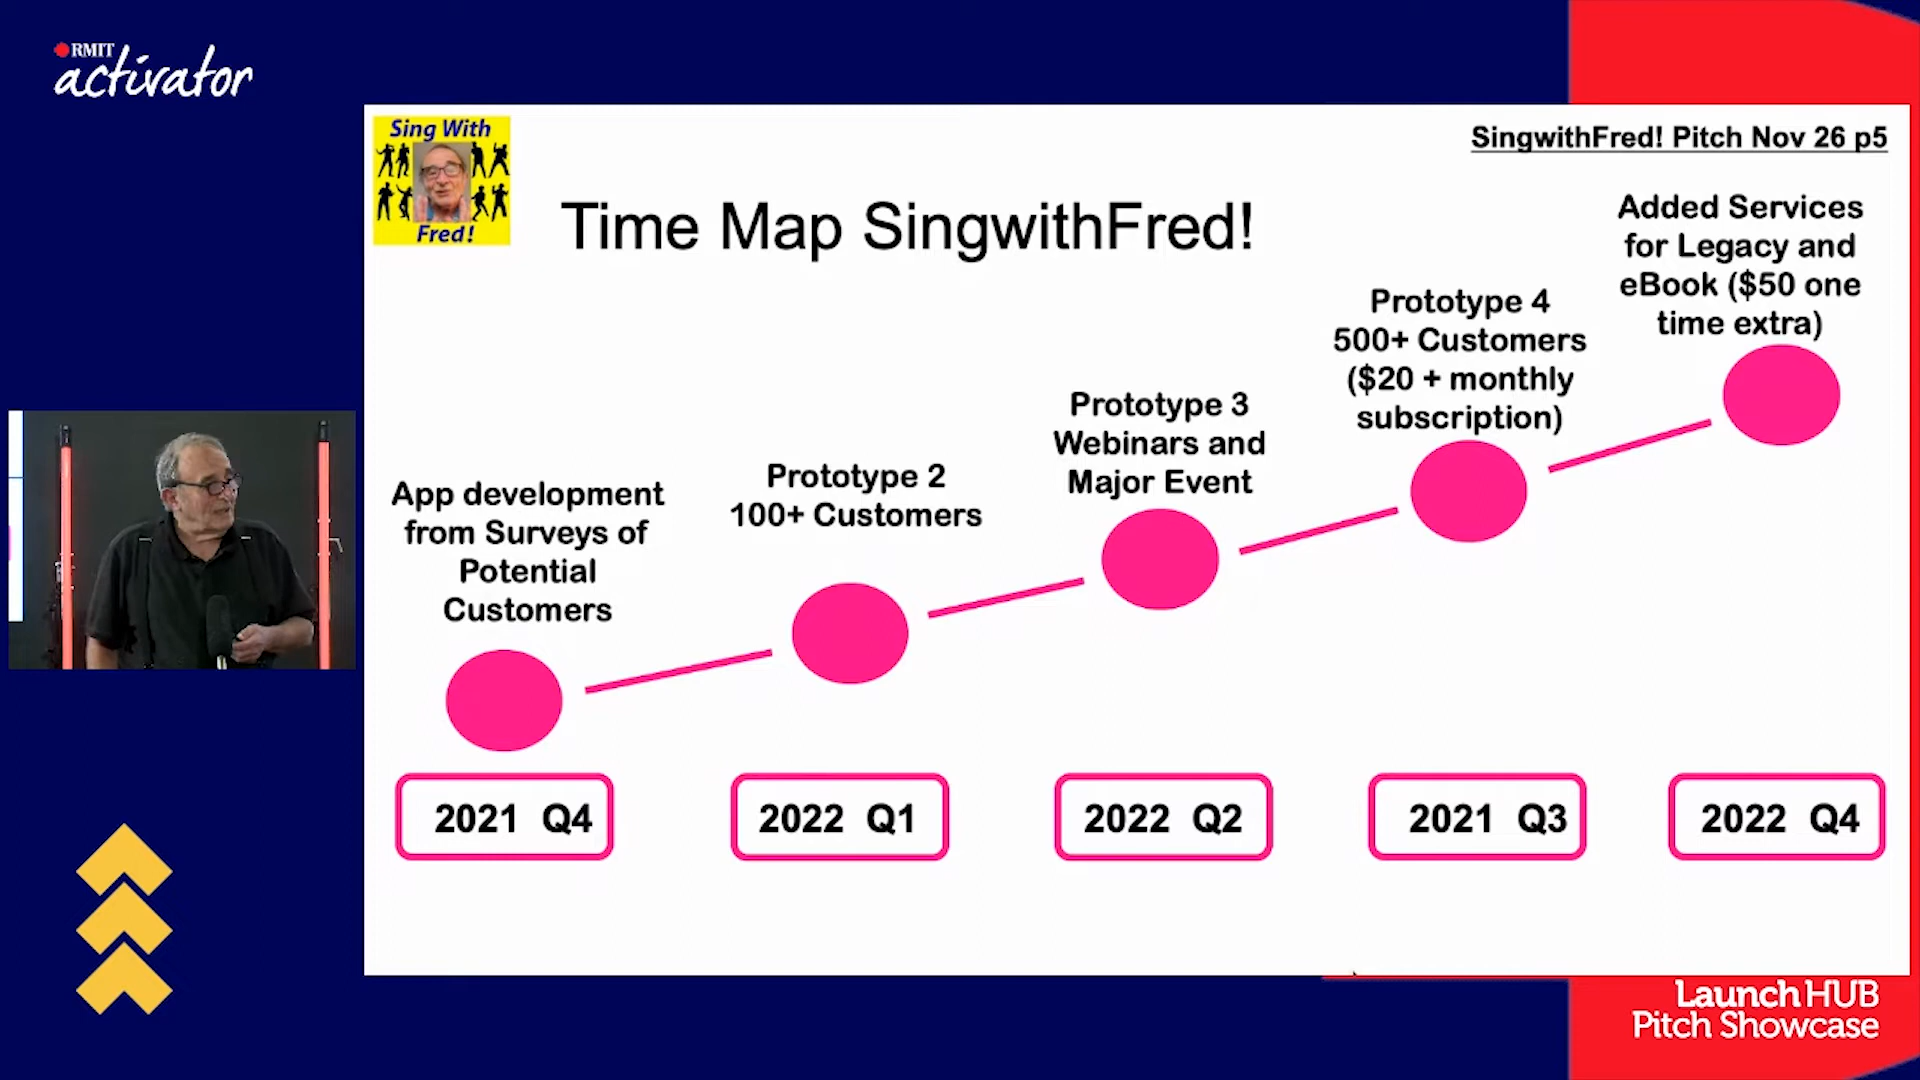 RMIT
activator
Sing With
Fred!
SingwithFred! Pitch Nov 26 p5
Time Map SingwithFred!
App development
from Surveys of
Potential
Customers
Prototype 2
100+ Customers
Prototype 3
Webinars and
Major Event
Prototype 4
500+ Customers
($20 + monthly
subscription)
Added Services
for Legacy and
eBook ($50 one
time extra)
2021 Q4
2022 Q1
2022 Q2
2021 Q3
2022 Q4
Launch HUB
Pitch Showcase